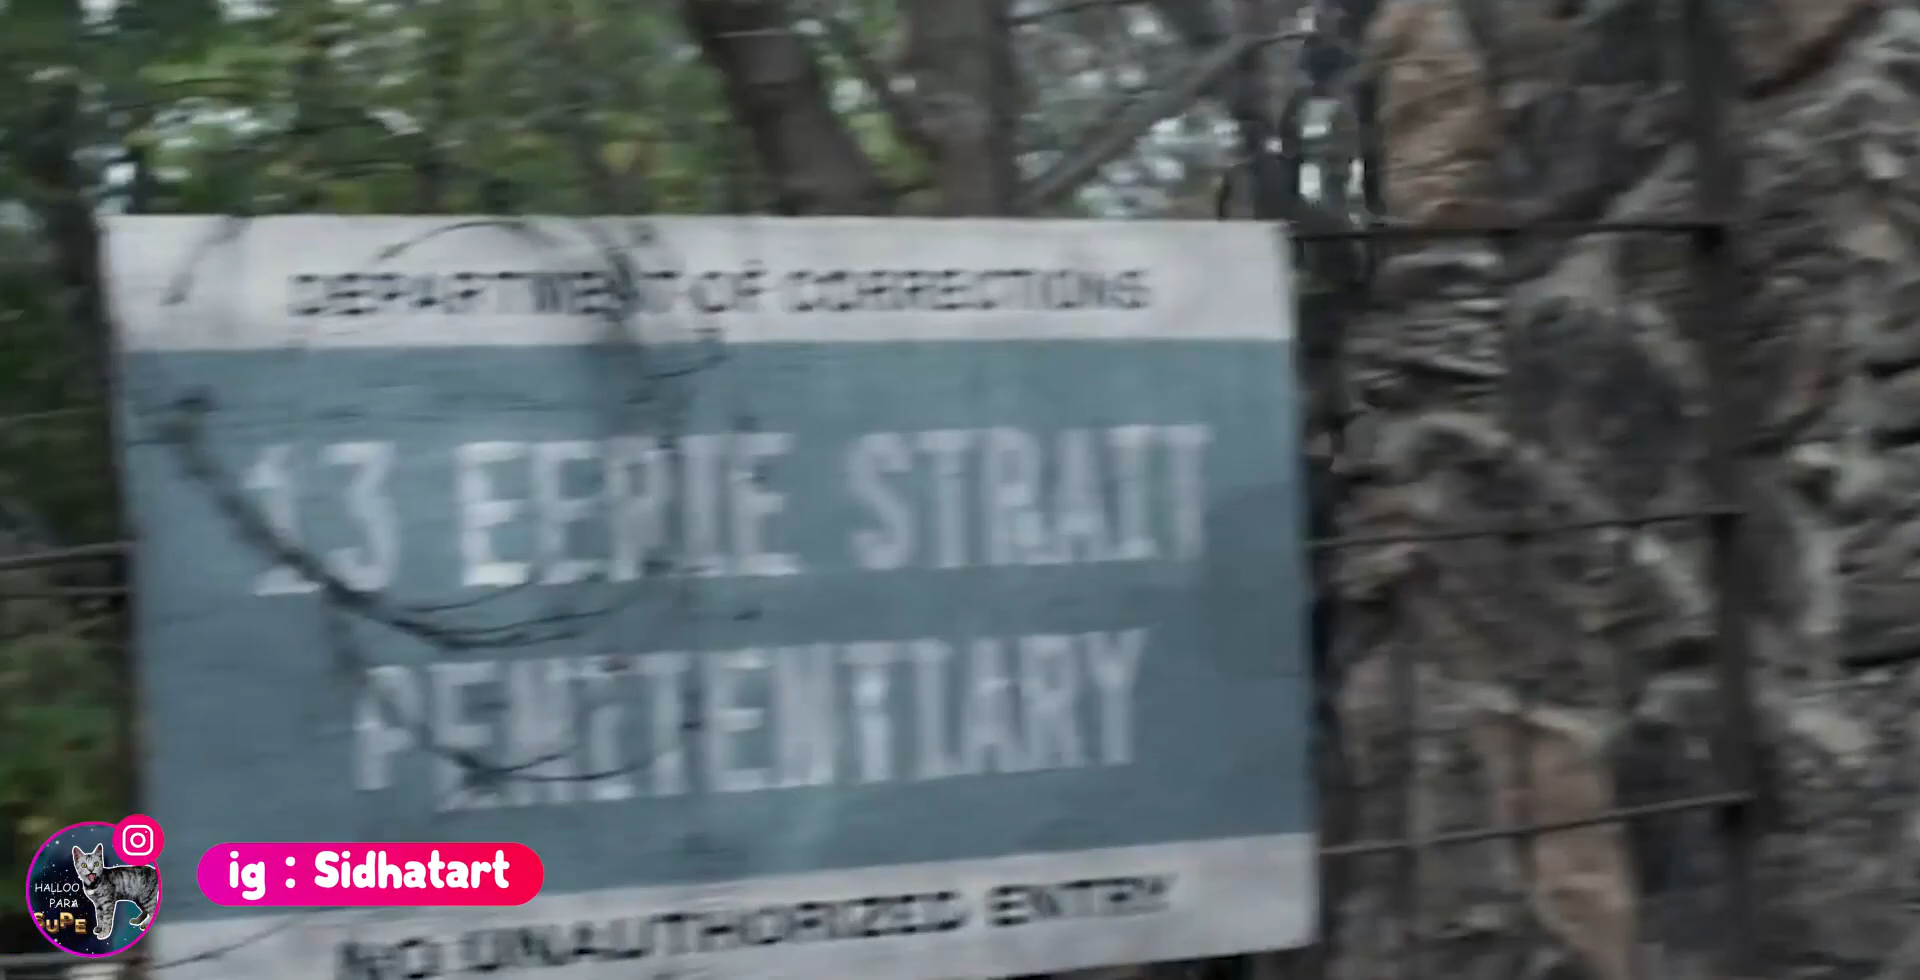 DEPARTMENT OF CORRECTIONS
13 EERIE STRAIT
PENITENTIARY
NO UNAUTHORIZED ENTRY
HALLOO
PARA
SUPE
ig : Sidhatart